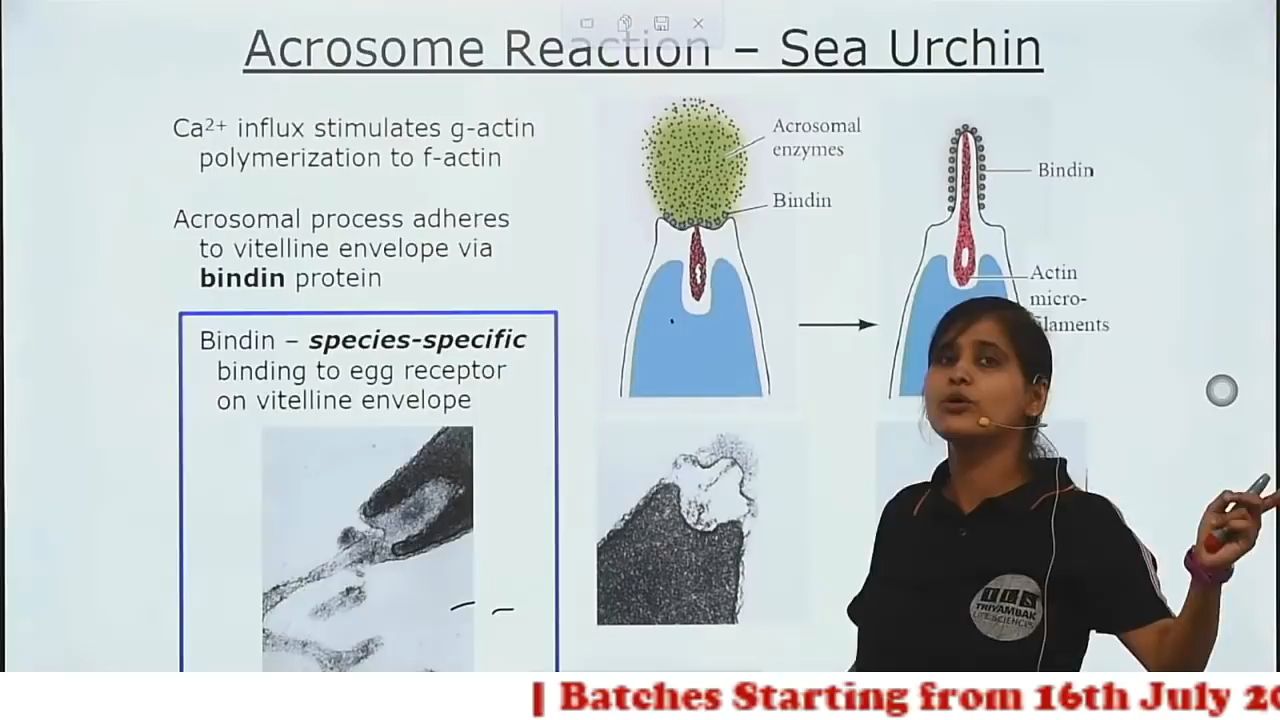 Acrosome Reaction – Sea Urchin
Ca2+ influx stimulates g-actin
polymerization to f-actin
Acrosomal process adheres
to vitelline envelope via
bindin protein
Bindin – species-specific
binding to egg receptor
on vitelline envelope
Acrosomal
enzymes
Bindin
Bindin
Actin
micro-
laments
TRIYAMBAK
LIFE SCIENCES
| Batches Starting from 16th July 20